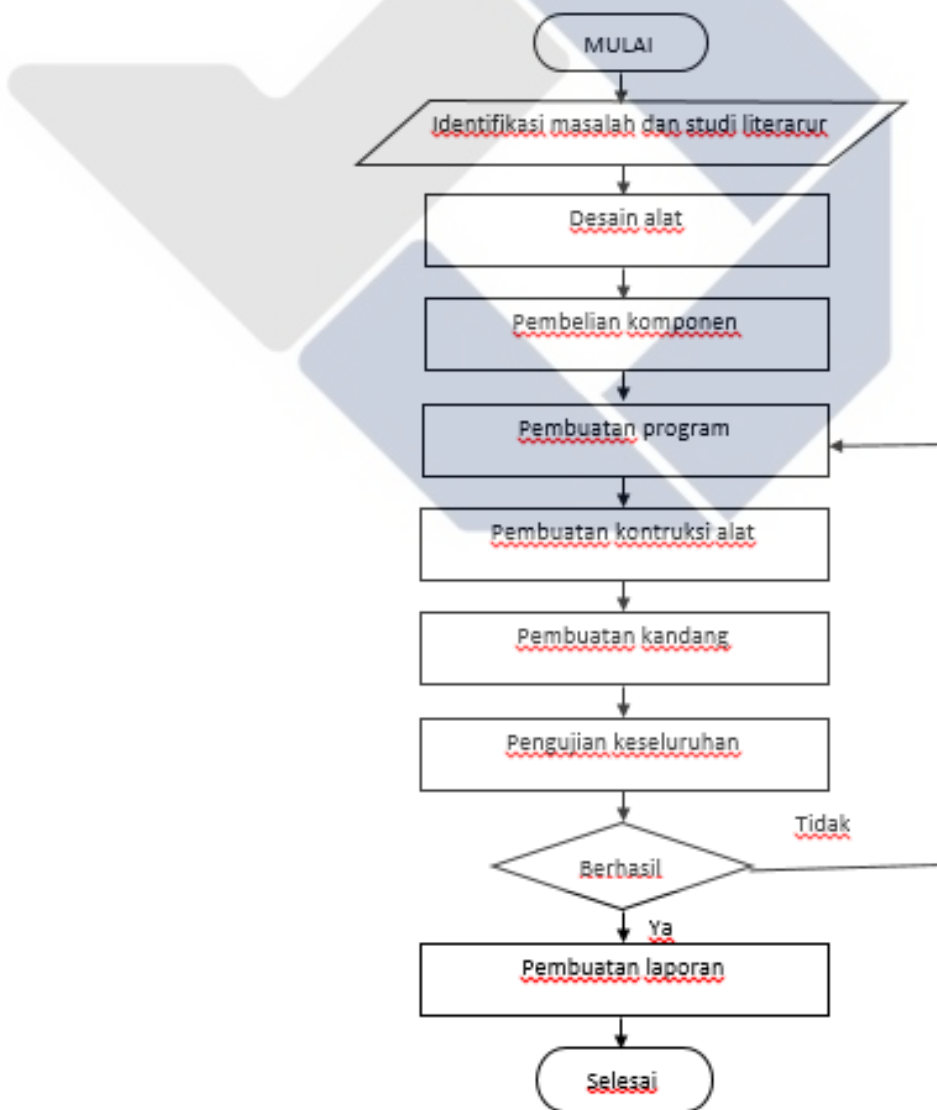 MULAI
Identifikasi masalah dan studi literarur
Desain alat
Pembelian komponen
Pembuatan program
Pembuatan kontruksi alat
Pembuatan kandang
Pengujian keseluruhan
Tidak
Berhasil
Ya
Pembuatan laporan
Selesai